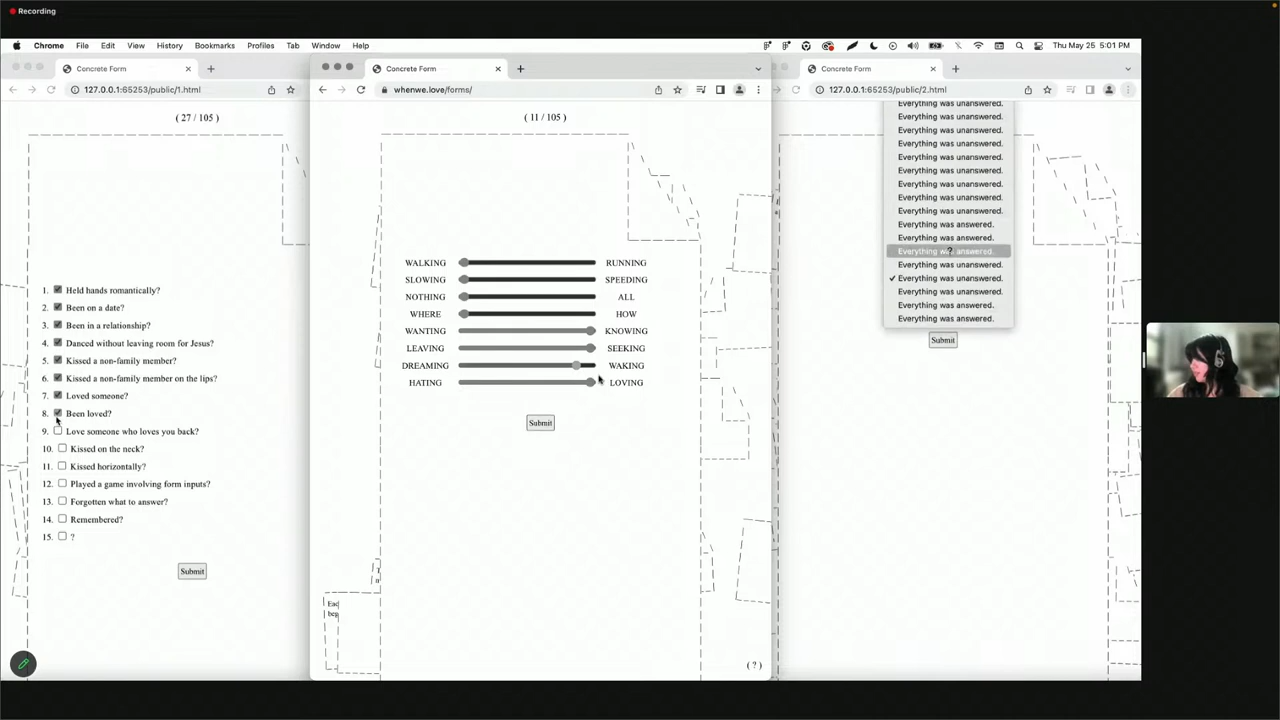 Recording
Chrome File Edit View History Bookmarks Profiles Tab Window Help
Thu May 25 5:01 PM
Concrete Form
127.0.0.1:65253/public/1.html
( 27 / 105 )
1. Held hands romantically?
2. Been on a date?
3. Been in a relationship?
4. Danced without leaving room for Jesus?
5. Kissed a non-family member?
6. Kissed a non-family member on the lips?
7. Loved someone?
8. Been loved?
9. Love someone who loves you back?
10. Kissed on the neck?
11. Kissed horizontally?
12. Played a game involving form inputs?
13. Forgotten what to answer?
14. Remembered?
15. ?
Submit
Concrete Form
whenwe.love/forms/
( 11 / 105 )
WALKING RUNNING
SLOWING SPEEDING
NOTHING ALL
WHERE HOW
WANTING KNOWING
LEAVING SEEKING
DREAMING WAKING
HATING LOVING
Submit
( ? )
Concrete Form
127.0.0.1:65253/public/2.html
Everything was unanswered.
Everything was unanswered.
Everything was unanswered.
Everything was unanswered.
Everything was unanswered.
Everything was unanswered.
Everything was unanswered.
Everything was unanswered.
Everything was unanswered.
Everything was answered.
Everything was answered.
Everything was answered.
Everything was unanswered.
Everything was unanswered.
Everything was unanswered.
Everything was answered.
Everything was answered.
Submit